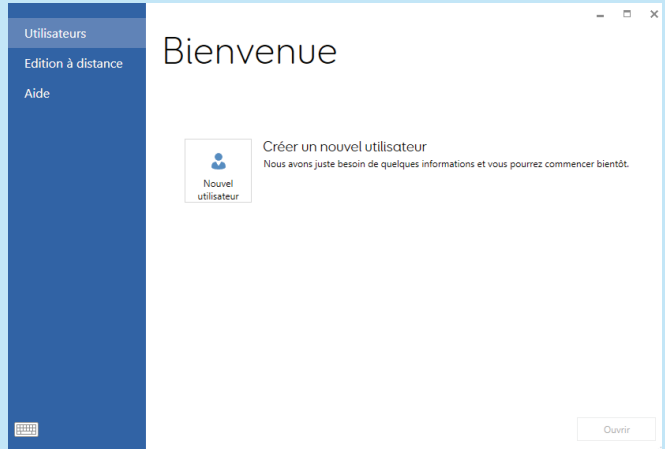 Utilisateurs
Edition à distance
Aide
Bienvenue
Créer un nouvel utilisateur
Nous avons juste besoin de quelques informations et vous pourrez commencer bientôt.
Nouvel
utilisateur
Ouvrir